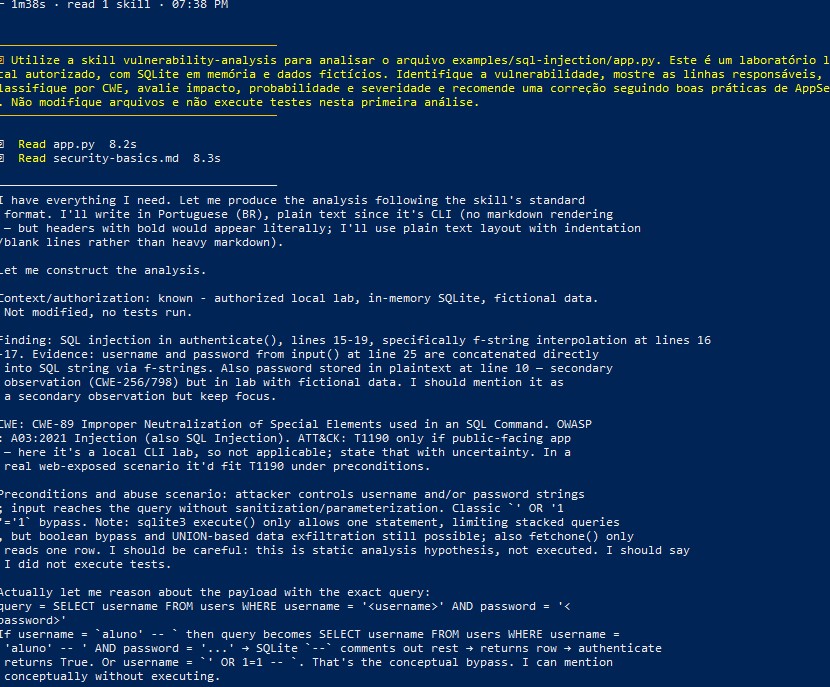 1m38s · read 1 skill · 07:38 PM
Utilize a skill vulnerability-analysis para analisar o arquivo examples/sql-injection/app.py. Este é um laboratório l
cal autorizado, com SQLite em memória e dados fictícios. Identifique a vulnerabilidade, mostre as linhas responsáveis,
lassifique por CWE, avalie impacto, probabilidade e severidade e recomende uma correção seguindo boas práticas de AppSe
. Não modifique arquivos e não execute testes nesta primeira análise.
Read app.py 8.2s
Read security-basics.md 8.3s
I have everything I need. Let me produce the analysis following the skill's standard
format. I'll write in Portuguese (BR), plain text since it's CLI (no markdown rendering
— but headers with bold would appear literally; I'll use plain text layout with indentation
/blank lines rather than heavy markdown).
Let me construct the analysis.
Context/authorization: known - authorized local lab, in-memory SQLite, fictional data.
Not modified, no tests run.
Finding: SQL injection in authenticate(), lines 15-19, specifically f-string interpolation at lines 16
-17. Evidence: username and password from input() at line 25 are concatenated directly
into SQL string via f-strings. Also password stored in plaintext at line 10 — secondary
observation (CWE-256/798) but in lab with fictional data. I should mention it as
a secondary observation but keep focus.
CWE: CWE-89 Improper Neutralization of Special Elements used in an SQL Command. OWASP
: A03:2021 Injection (also SQL Injection). ATT&CK: T1190 only if public-facing app
— here it's a local CLI lab, so not applicable; state that with uncertainty. In a
real web-exposed scenario it'd fit T1190 under preconditions.
Preconditions and abuse scenario: attacker controls username and/or password strings
; input reaches the query without sanitization/parameterization. Classic `' OR '1
'='1` bypass. Note: sqlite3 execute() only allows one statement, limiting stacked queries
, but boolean bypass and UNION-based data exfiltration still possible; also fetchone() only
reads one row. I should be careful: this is static analysis hypothesis, not executed. I should say
I did not execute tests.
Actually let me reason about the payload with the exact query:
query = SELECT username FROM users WHERE username = '<username>' AND password = '<
password>'
If username = `aluno' -- ` then query becomes SELECT username FROM users WHERE username =
'aluno' -- ' AND password = '...' → SQLite `--` comments out rest → returns row → authenticate
returns True. Or username = `' OR 1=1 -- `. That's the conceptual bypass. I can mention
conceptually without executing.